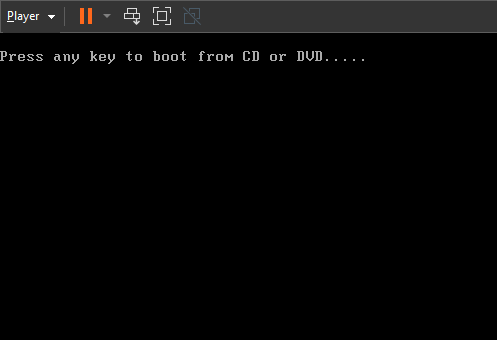 Player
Press any key to boot from CD or DVD.....